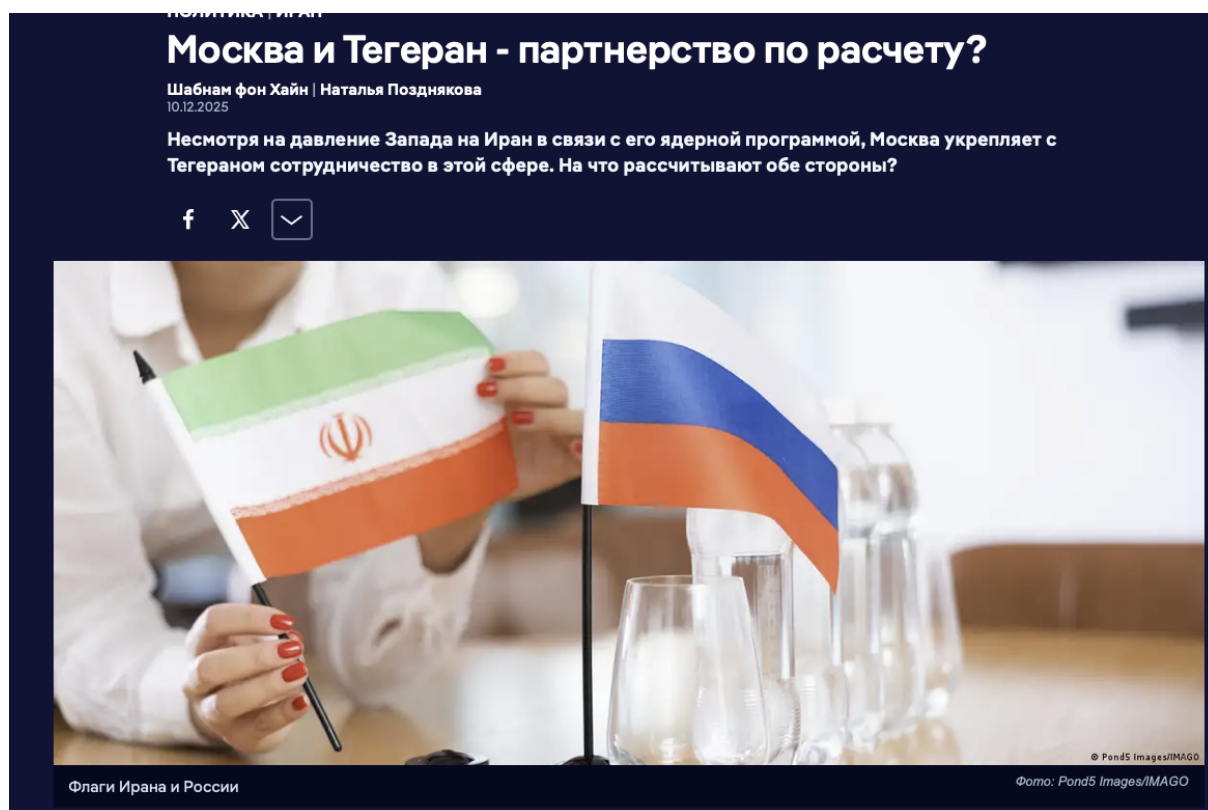 ПОЛИТИКА | ИРАН
Москва и Тегеран - партнерство по расчету?
Шабнам фон Хайн | Наталья Позднякова
10.12.2025
Несмотря на давление Запада на Иран в связи с его ядерной программой, Москва укрепляет с
Тегераном сотрудничество в этой сфере. На что рассчитывают обе стороны?
© Pond5 Images/IMAGO
Флаги Ирана и России
Фото: Pond5 Images/IMAGO